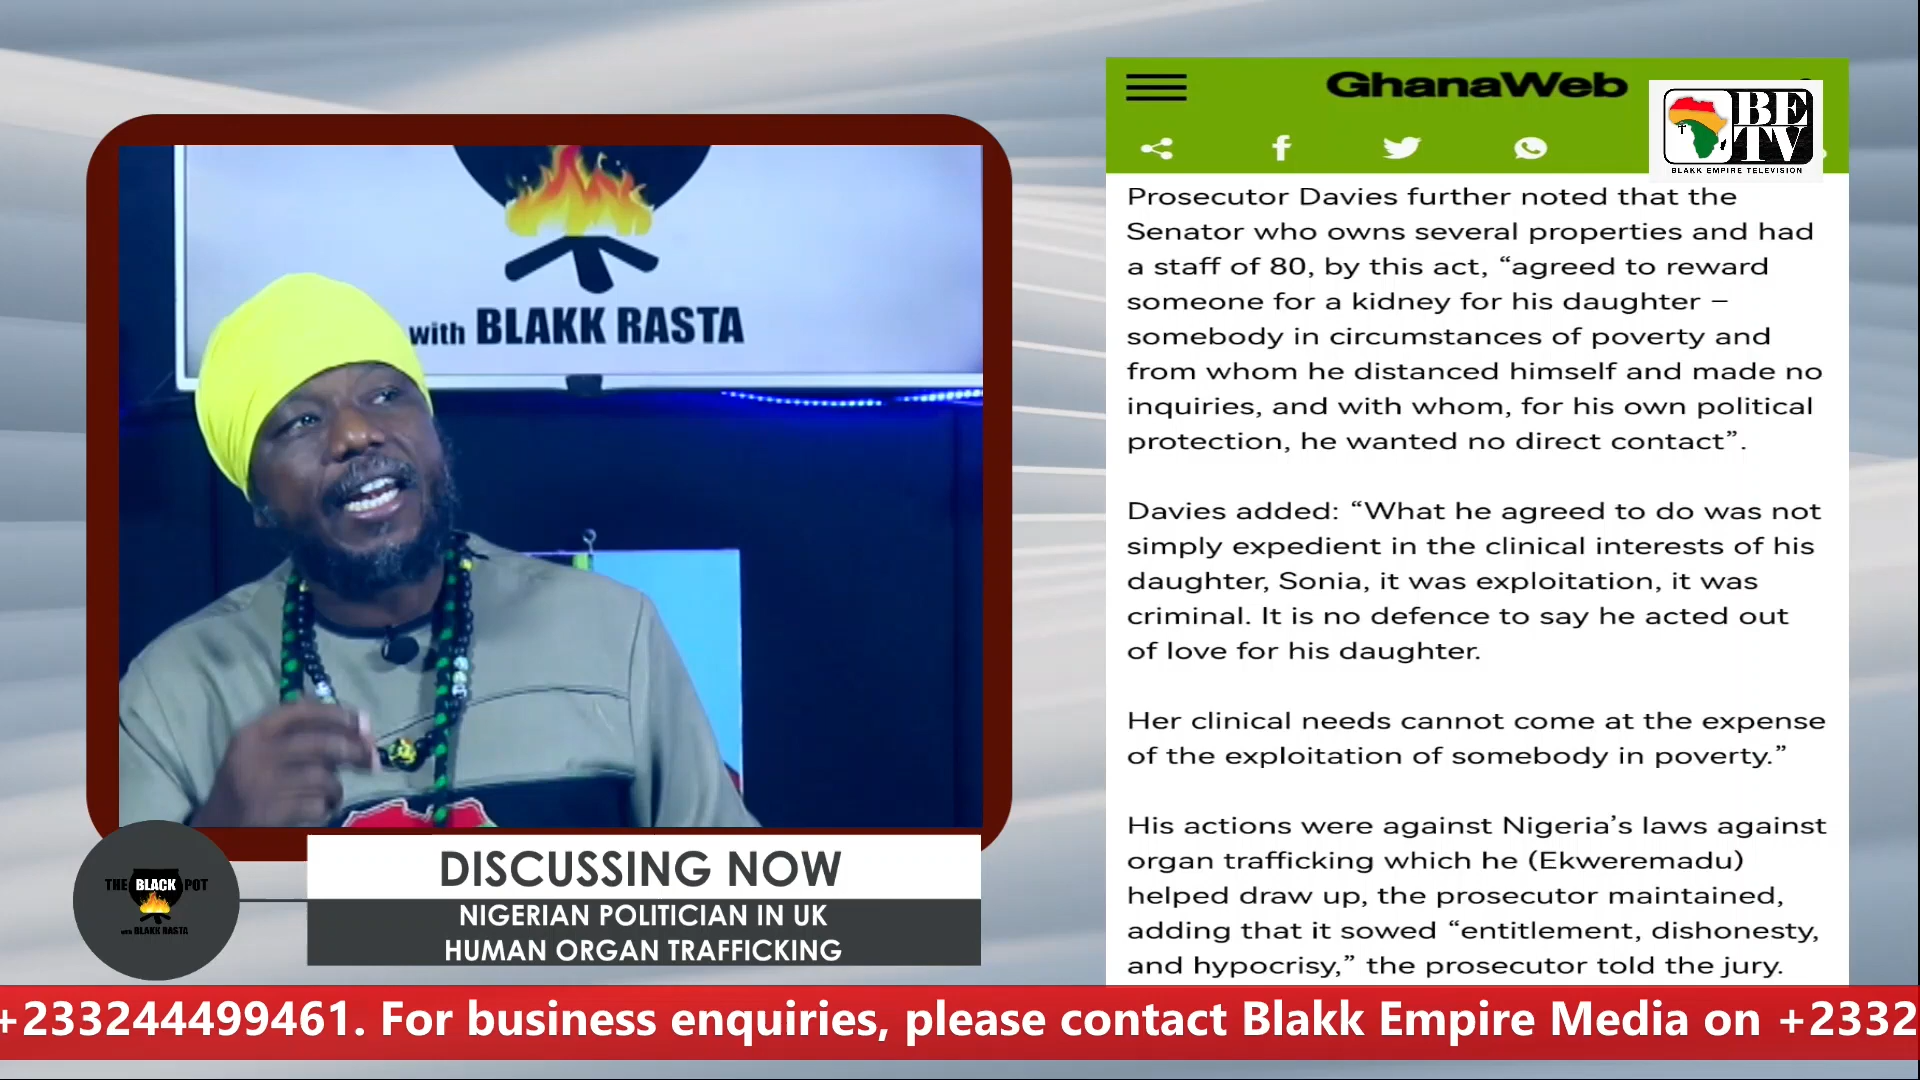 with BLAKK RASTA
GhanaWeb
BE
TV
BLAKK EMPIRE TELEVISION
Prosecutor Davies further noted that the
Senator who owns several properties and had
a staff of 80, by this act, “agreed to reward
someone for a kidney for his daughter –
somebody in circumstances of poverty and
from whom he distanced himself and made no
inquiries, and with whom, for his own political
protection, he wanted no direct contact”.
Davies added: “What he agreed to do was not
simply expedient in the clinical interests of his
daughter, Sonia, it was exploitation, it was
criminal. It is no defence to say he acted out
of love for his daughter.
Her clinical needs cannot come at the expense
of the exploitation of somebody in poverty.”
His actions were against Nigeria’s laws against
organ trafficking which he (Ekweremadu)
helped draw up, the prosecutor maintained,
adding that it sowed “entitlement, dishonesty,
and hypocrisy,” the prosecutor told the jury.
THE BLACK POT
with BLAKK RASTA
DISCUSSING NOW
NIGERIAN POLITICIAN IN UK
HUMAN ORGAN TRAFFICKING
+233244499461. For business enquiries, please contact Blakk Empire Media on +2332